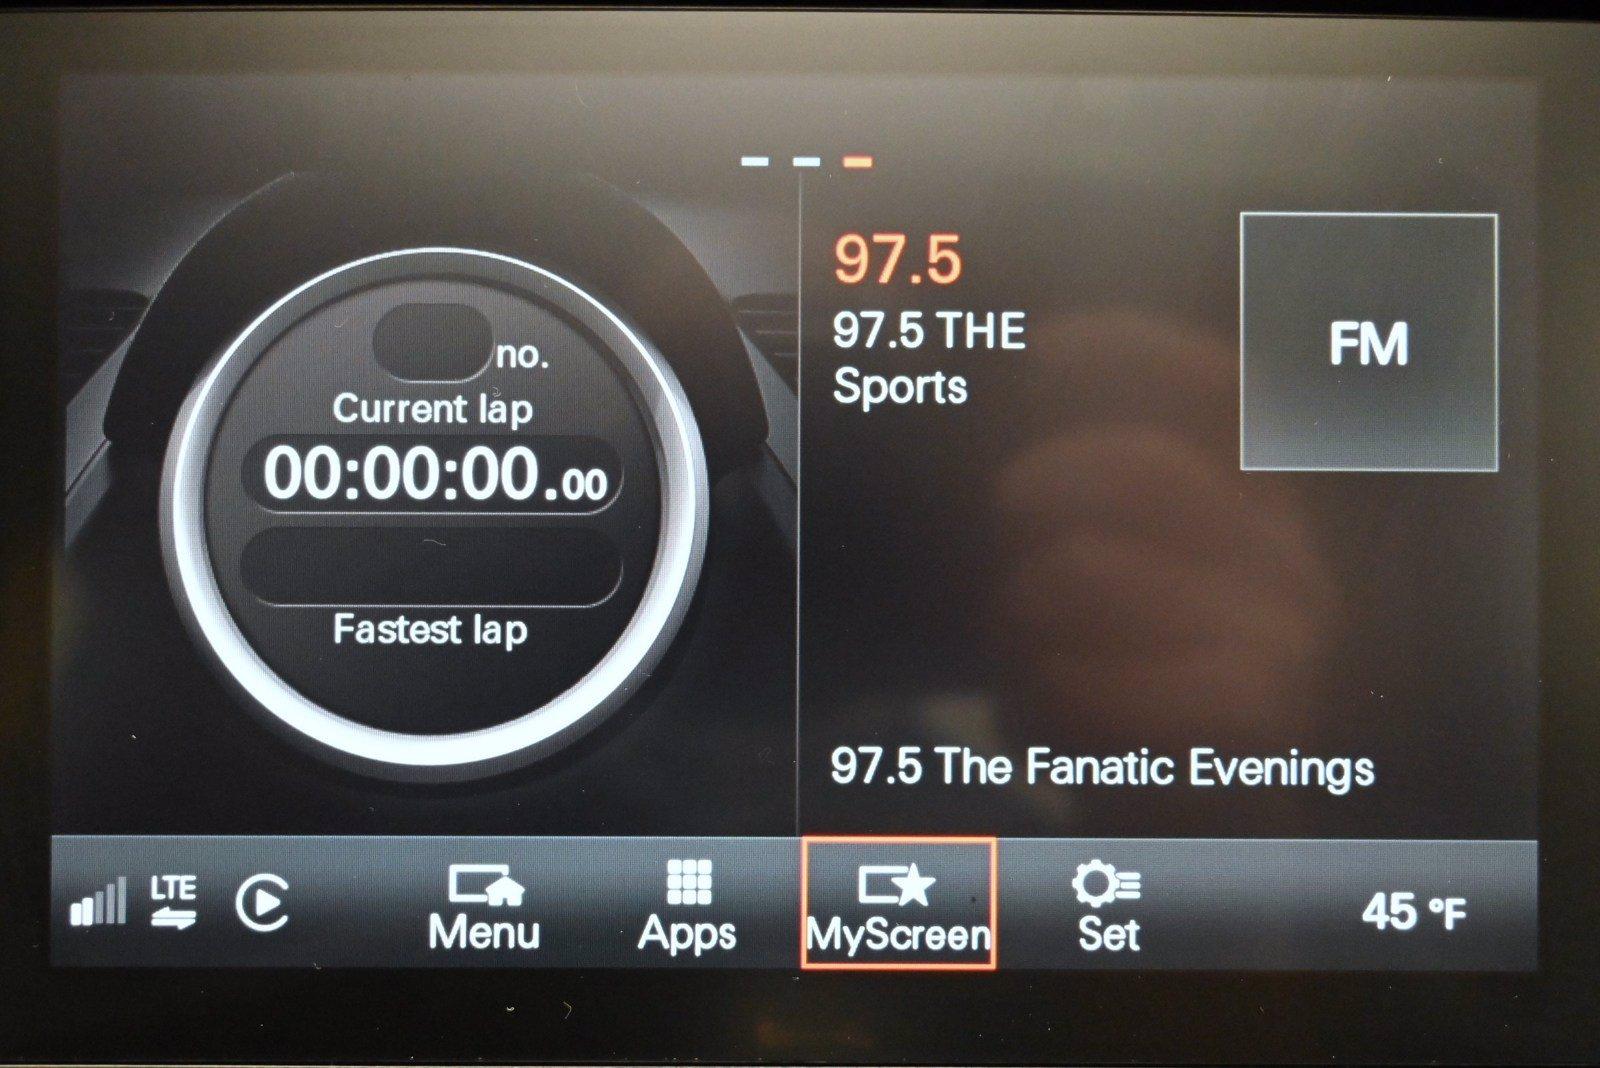 no.
Current lap
00:00:00.00
Fastest lap
97.5
97.5 THE
Sports
FM
97.5 The Fanatic Evenings
LTE
Menu
Apps
MyScreen
Set
45 °F